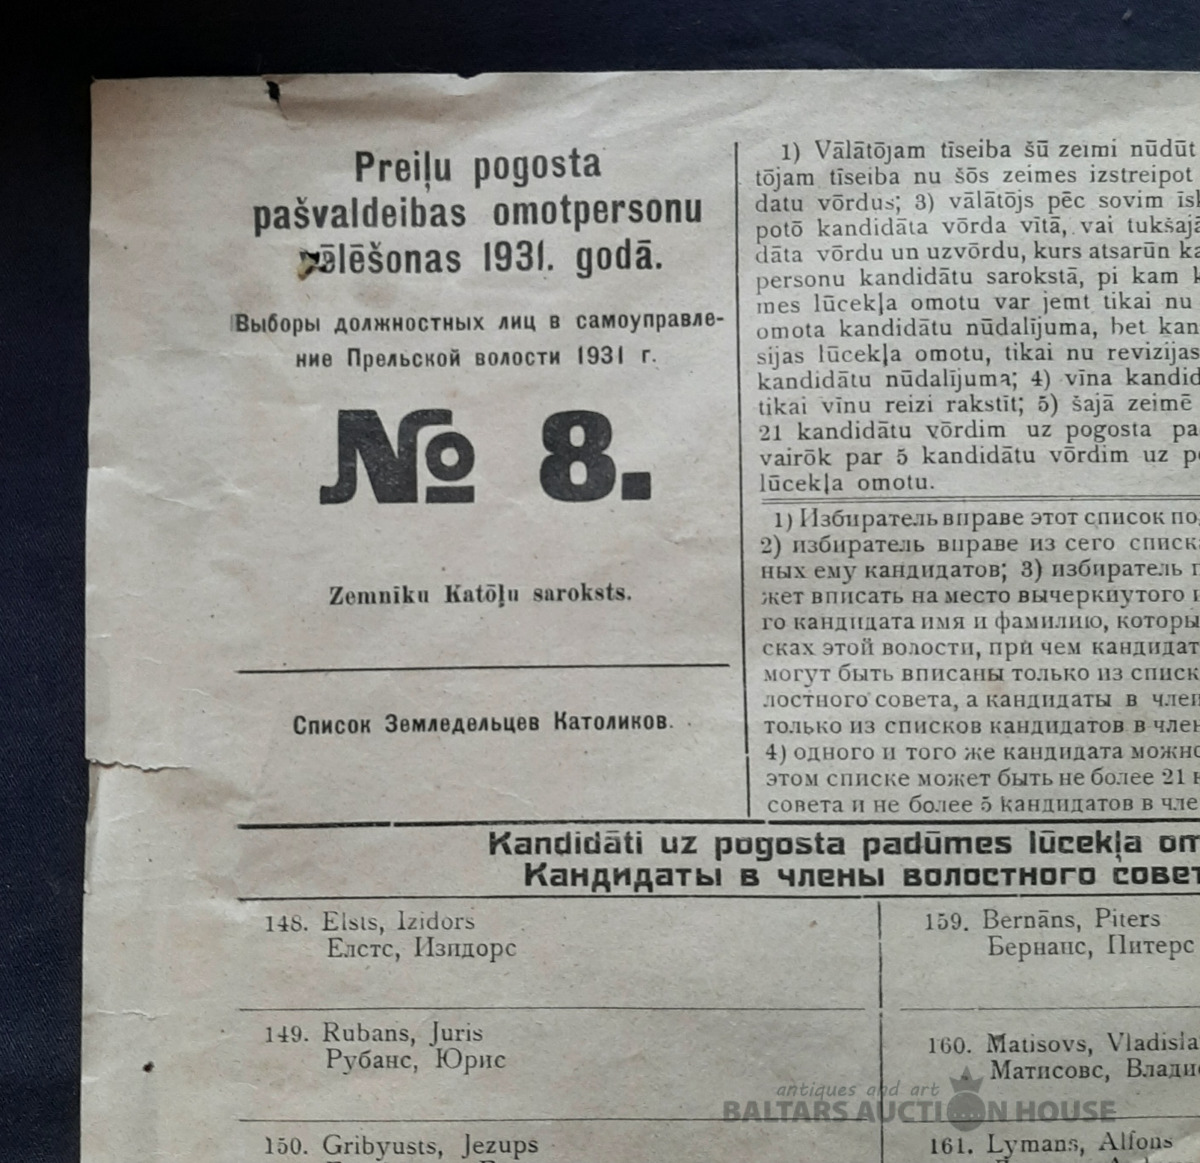 Preiļu pogosta
pašvaldeibas omotpersonu
vēlēšonas 1931. godā.
Выборы должностных лиц в самоуправле-
ние Прельской волости 1931 г.
№ 8.
Zemniku Katōļu saroksts.
Список Земледельцев Католиков.
1) Vālātōjam tīseiba šū zeimi nūdūt
tōjam tīseiba nu šōs zeimes izstreipot
datu vōrdus; 3) vālātōjs pēc sovim
potō kandidāta vōrda vītā, vai
dāta vōrdu un uzvōrdu, kurs atsarūn
personu kandidātu sarokstā, pi kam
mes lūcekļa omotu var jemt tikai nu
omota kandidātu nūdalījuma, bet
sijas lūcekļa omotu, tikai nu revizijas
kandidātu nūdalījuma; 4) vīna
tikai vīnu reizi rakstīt; 5) šajā zeimē
21 kandidātu vōrdim uz pogosta
vairōk par 5 kandidātu vōrdim uz
lūcekļa omotu.
1) Избиратель вправе этот список
2) избиратель вправе из сего
ных ему кандидатов; 3) избиратель
жет вписать на место вычеркнутого
го кандидата имя и фамилию,
сках этой волости, при чем
могут быть вписаны только из
лостного совета, а кандидаты в
только из списков кандидатов в
4) одного и того же кандидата
этом списке может быть не более 21
совета и не более 5 кандидатов в
Kandidāti uz pogosta padūmes lūcekļa
Кандидаты в члены волостного
148. Elsts, Izidors
Елстс, Изидорс
149. Rubans, Juris
Рубанс, Юрис
150. Gribyusts, Jezups
159. Bernāns, Piters
Бернанс, Питерс
160. Matisovs,
Матисовс,
161. Lymans, Alfons
antiques and art
BALTARS AUCTION HOUSE